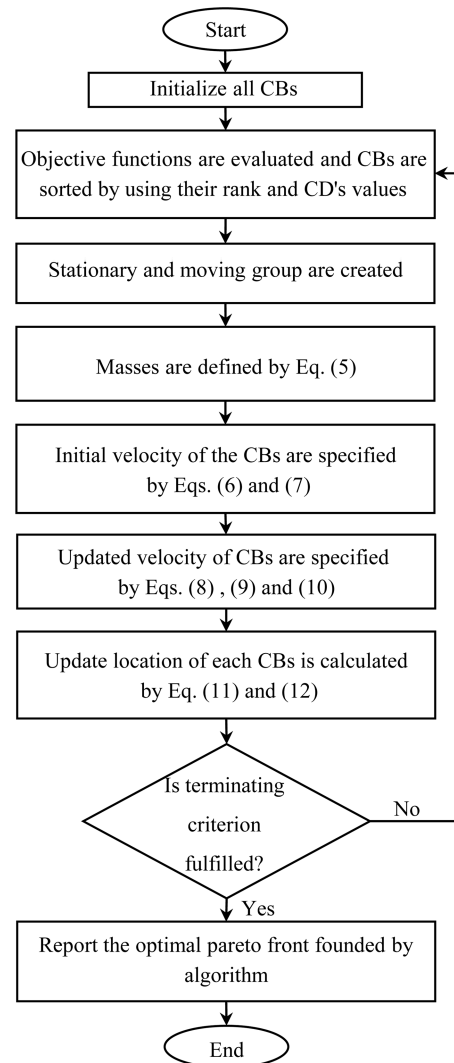 Start
Initialize all CBs
Objective functions are evaluated and CBs are
sorted by using their rank and CD's values
Stationary and moving group are created
Masses are defined by Eq. (5)
Initial velocity of the CBs are specified
by Eqs. (6) and (7)
Updated velocity of CBs are specified
by Eqs. (8) , (9) and (10)
Update location of each CBs is calculated
by Eq. (11) and (12)
Is terminating
criterion
fulfilled?
No
Yes
Report the optimal pareto front founded by
algorithm
End